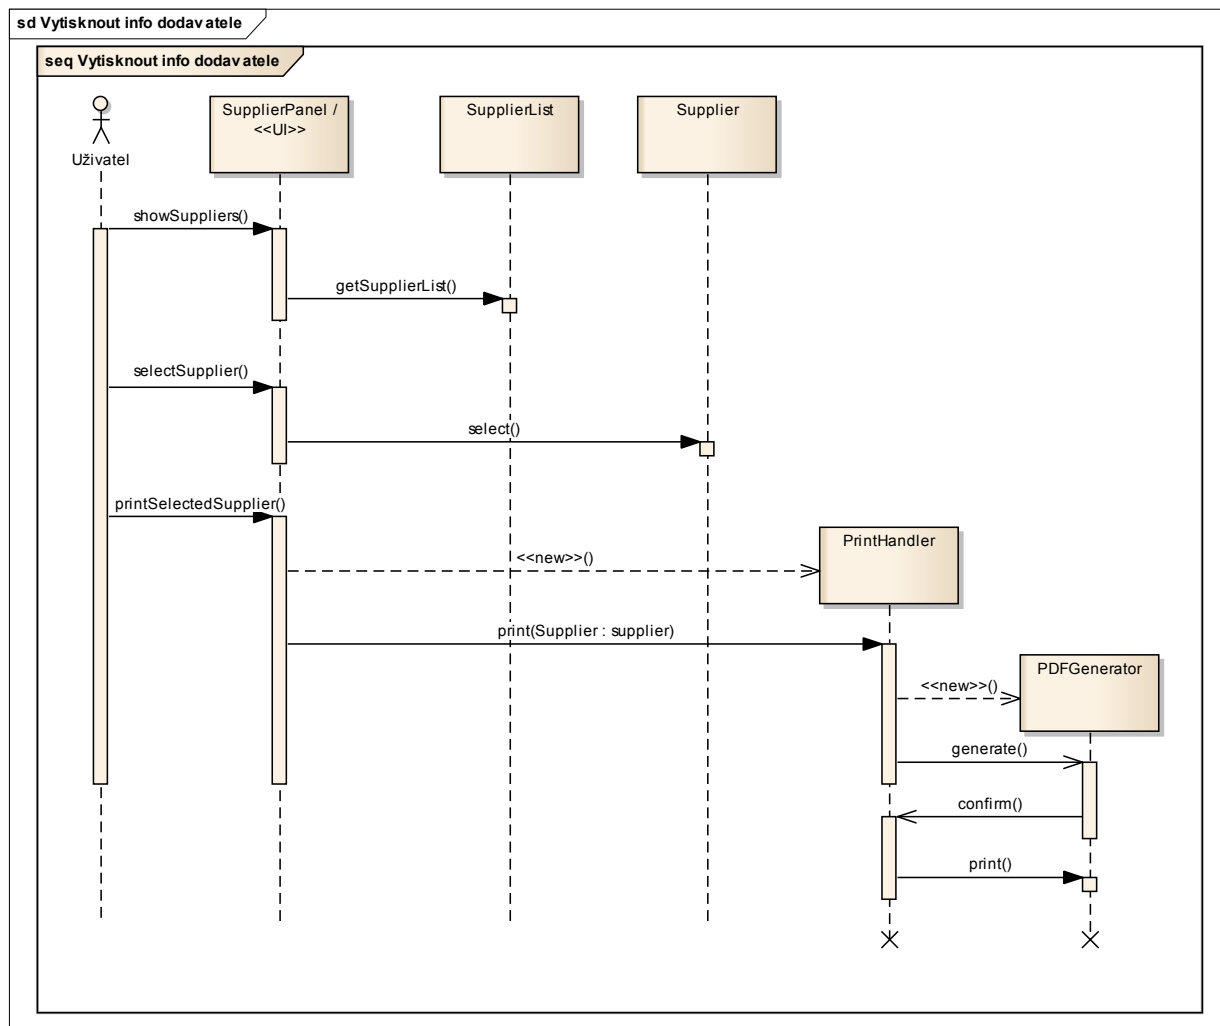 sd Vytisknout info dodavatele
seq Vytisknout info dodavatele
Uživatel
SupplierPanel /
<<UI>>
SupplierList
Supplier
showSuppliers()
getSupplierList()
selectSupplier()
select()
printSelectedSupplier()
PrintHandler
<<new>>()
print(Supplier : supplier)
PDFGenerator
<<new>>()
generate()
confirm()
print()